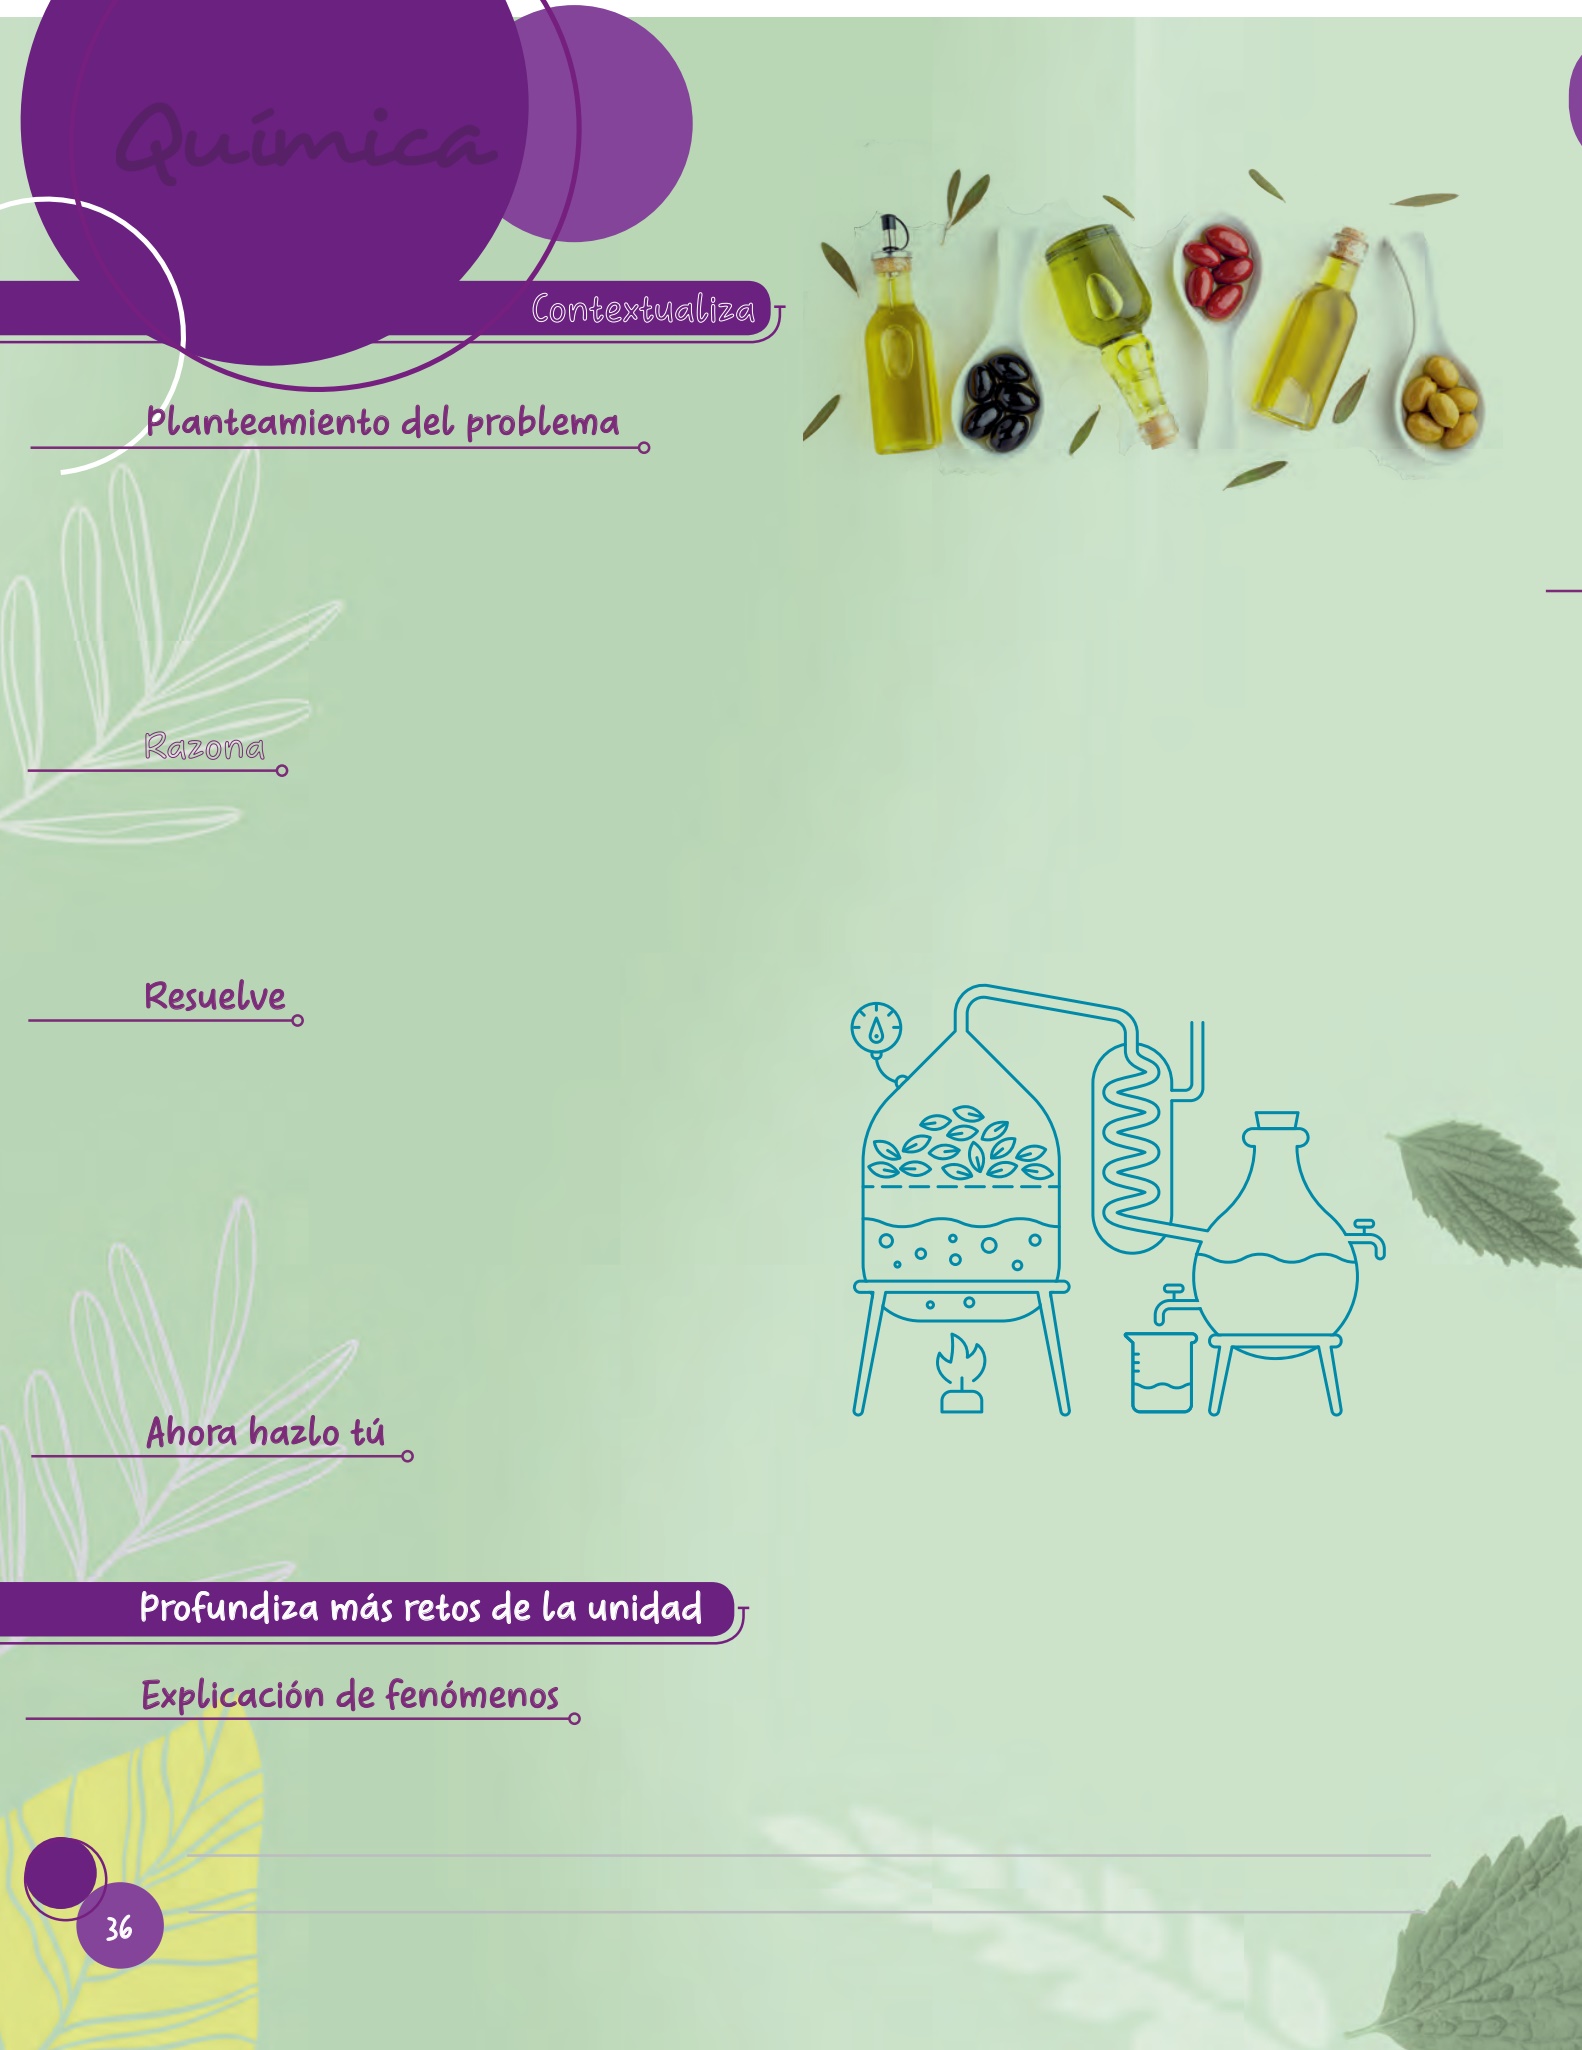 Química
Contextualiza
Planteamiento del problema
Razona
Resuelve
Ahora hazlo tú
Profundiza más retos de la unidad
Explicación de fenómenos
36